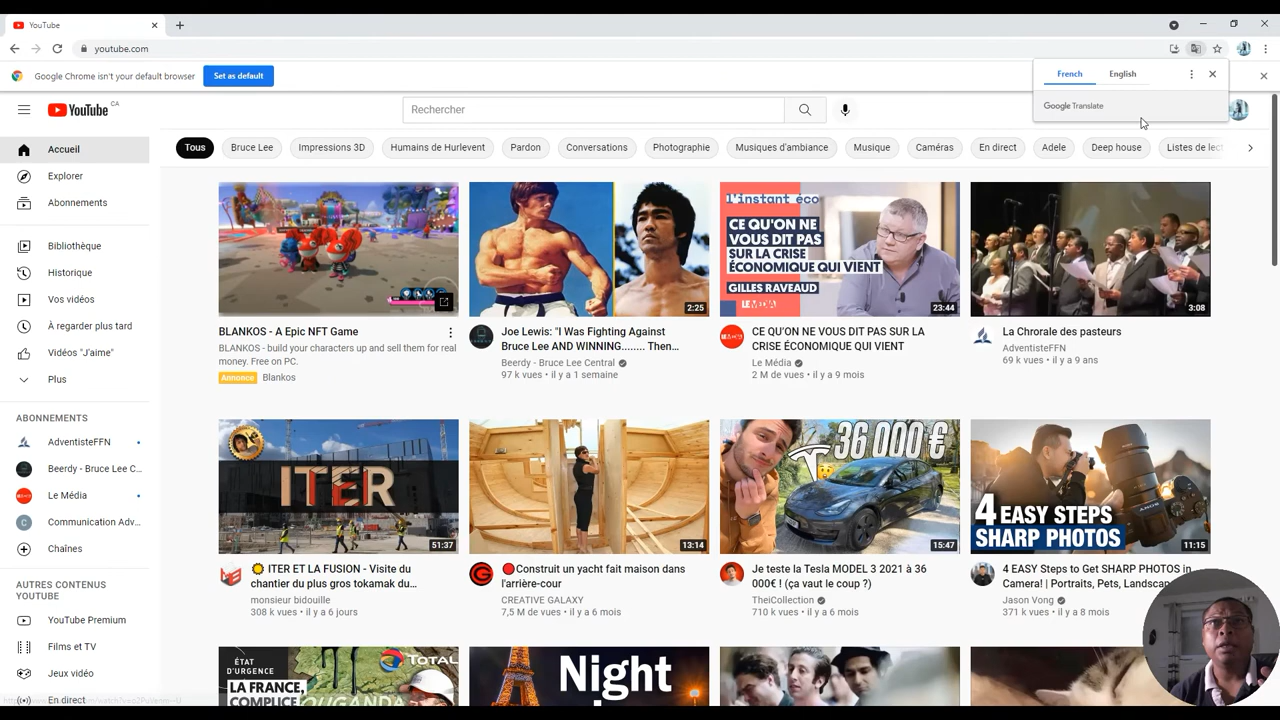 YouTube
youtube.com
Google Chrome isn't your default browser
Set as default
French
English
Google Translate
YouTube CA
Rechercher
Accueil
Explorer
Abonnements
Bibliothèque
Historique
Vos vidéos
À regarder plus tard
Vidéos "J'aime"
Plus
ABONNEMENTS
AdventisteFFN
Beerdy - Bruce Lee C...
Le Média
Communication Adv...
Chaînes
AUTRES CONTENUS
YOUTUBE
YouTube Premium
Films et TV
Jeux vidéo
En direct
Tous
Bruce Lee
Impressions 3D
Humains de Hurlevent
Pardon
Conversations
Photographie
Musiques d'ambiance
Musique
Caméras
En direct
Adele
Deep house
Listes de lect
BLANKOS - A Epic NFT Game
BLANKOS - build your characters up and sell them for real
money. Free on PC.
Annonce Blankos
2:25
Joe Lewis: "I Was Fighting Against
Bruce Lee AND WINNING........ Then...
Beerdy - Bruce Lee Central
97 k vues • il y a 1 semaine
l'instant éco
CE QU'ON NE
VOUS DIT PAS
SUR LA CRISE
ÉCONOMIQUE QUI VIENT
GILLES RAVEAUD
LE MEDIA
23:44
CE QU'ON NE VOUS DIT PAS SUR LA
CRISE ÉCONOMIQUE QUI VIENT
Le Média
2 M de vues • il y a 9 mois
3:08
La Chrorale des pasteurs
AdventisteFFN
69 k vues • il y a 9 ans
ITER
51:37
ITER ET LA FUSION - Visite du
chantier du plus gros tokamak du...
monsieur bidouille
308 k vues • il y a 6 jours
13:14
Construit un yacht fait maison dans
l'arrière-cour
CREATIVE GALAXY
7,5 M de vues • il y a 6 mois
36 000 €
15:47
Je teste la Tesla MODEL 3 2021 à 36
000€ ! (ça vaut le coup ?)
TheiCollection
710 k vues • il y a 6 mois
4 EASY STEPS
SHARP PHOTOS
SONY
11:15
4 EASY Steps to Get SHARP PHOTOS in
Camera! | Portraits, Pets, Landscap
Jason Vong
371 k vues • il y a 8 mois
ÉTAT
D'URGENCE
LA FRANCE,
COMPLICE
OUGANDA
TOTAL
Night